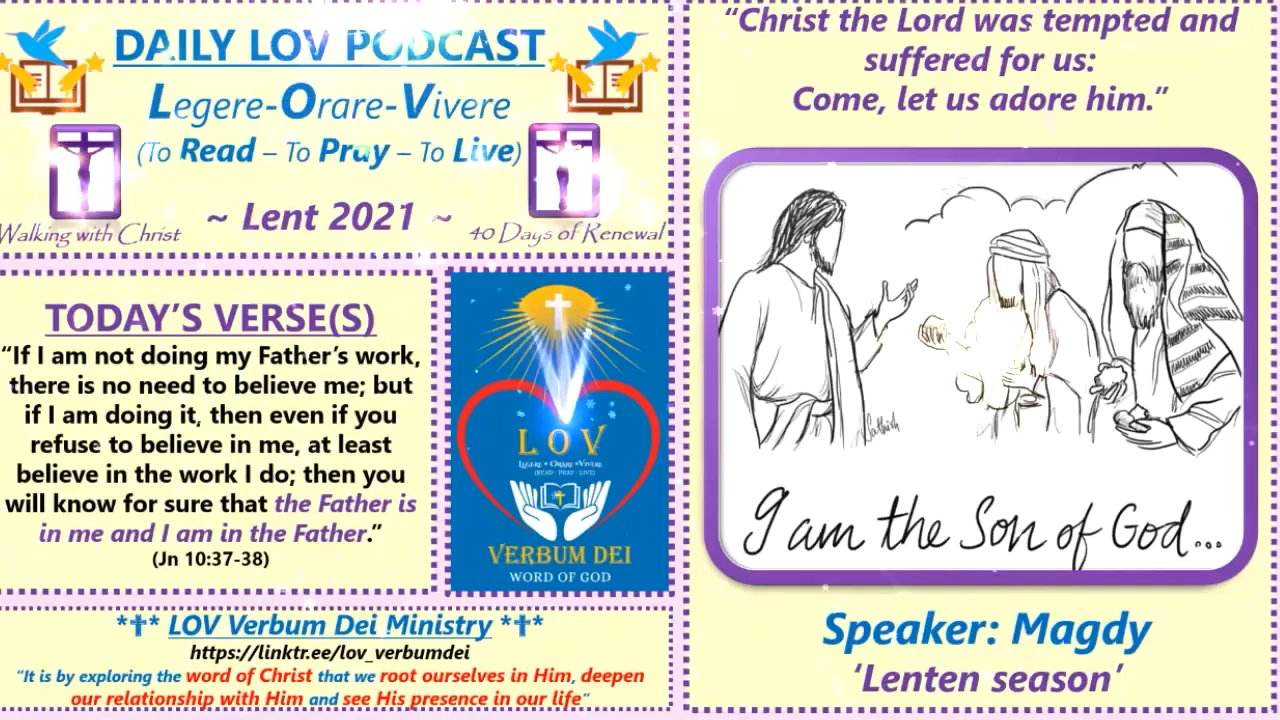 DAILY LOV PODCAST
Legere-Orare-Vivere
(To Read – To Pray – To Live)
~ Lent 2021 ~
Walking with Christ
40 Days of Renewal
TODAY’S VERSE(S)
“If I am not doing my Father’s work,
there is no need to believe me; but
if I am doing it, then even if you
refuse to believe in me, at least
believe in the work I do; then you
will know for sure that the Father is
in me and I am in the Father.”
(Jn 10:37-38)
LOV
LEGERE + ORARE + VIVERE
(READ - PRAY - LIVE)
VERBUM DEI
WORD OF GOD
*✝* LOV Verbum Dei Ministry *✝*
https://linktr.ee/lov_verbumdei
“It is by exploring the word of Christ that we root ourselves in Him, deepen
our relationship with Him and see His presence in our life”
“Christ the Lord was tempted and
suffered for us:
Come, let us adore him.”
I am the Son of God...
Speaker: Magdy
‘Lenten season’